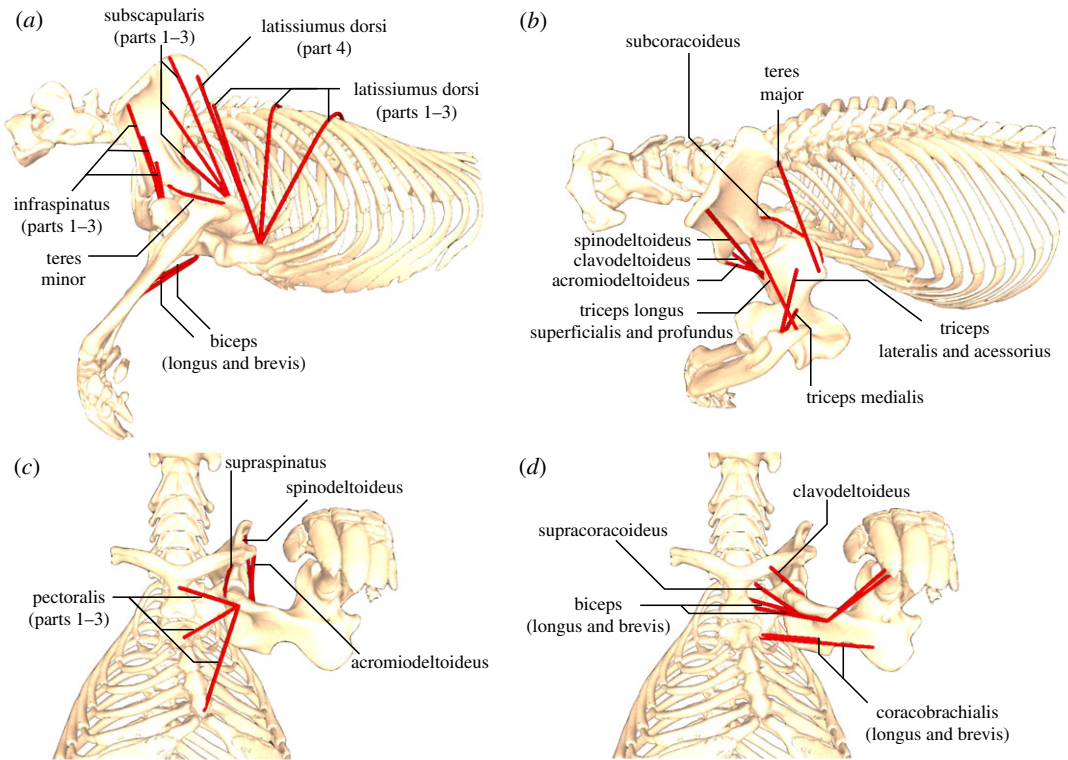 (a)
subscapularis
(parts 1–3)
latissiumus dorsi
(part 4)
latissiumus dorsi
(parts 1–3)
infraspinatus
(parts 1–3)
teres
minor
biceps
(longus and brevis)
(b)
subcoracoideus
teres
major
spinodeltoideus
clavodeltoideus
acromiodeltoideus
triceps longus
superficialis and profundus
triceps
lateralis and acessorius
triceps medialis
(c)
supraspinatus
spinodeltoideus
pectoralis
(parts 1–3)
acromiodeltoideus
(d)
clavodeltoideus
supracoracoideus
biceps
(longus and brevis)
coracobrachialis
(longus and brevis)